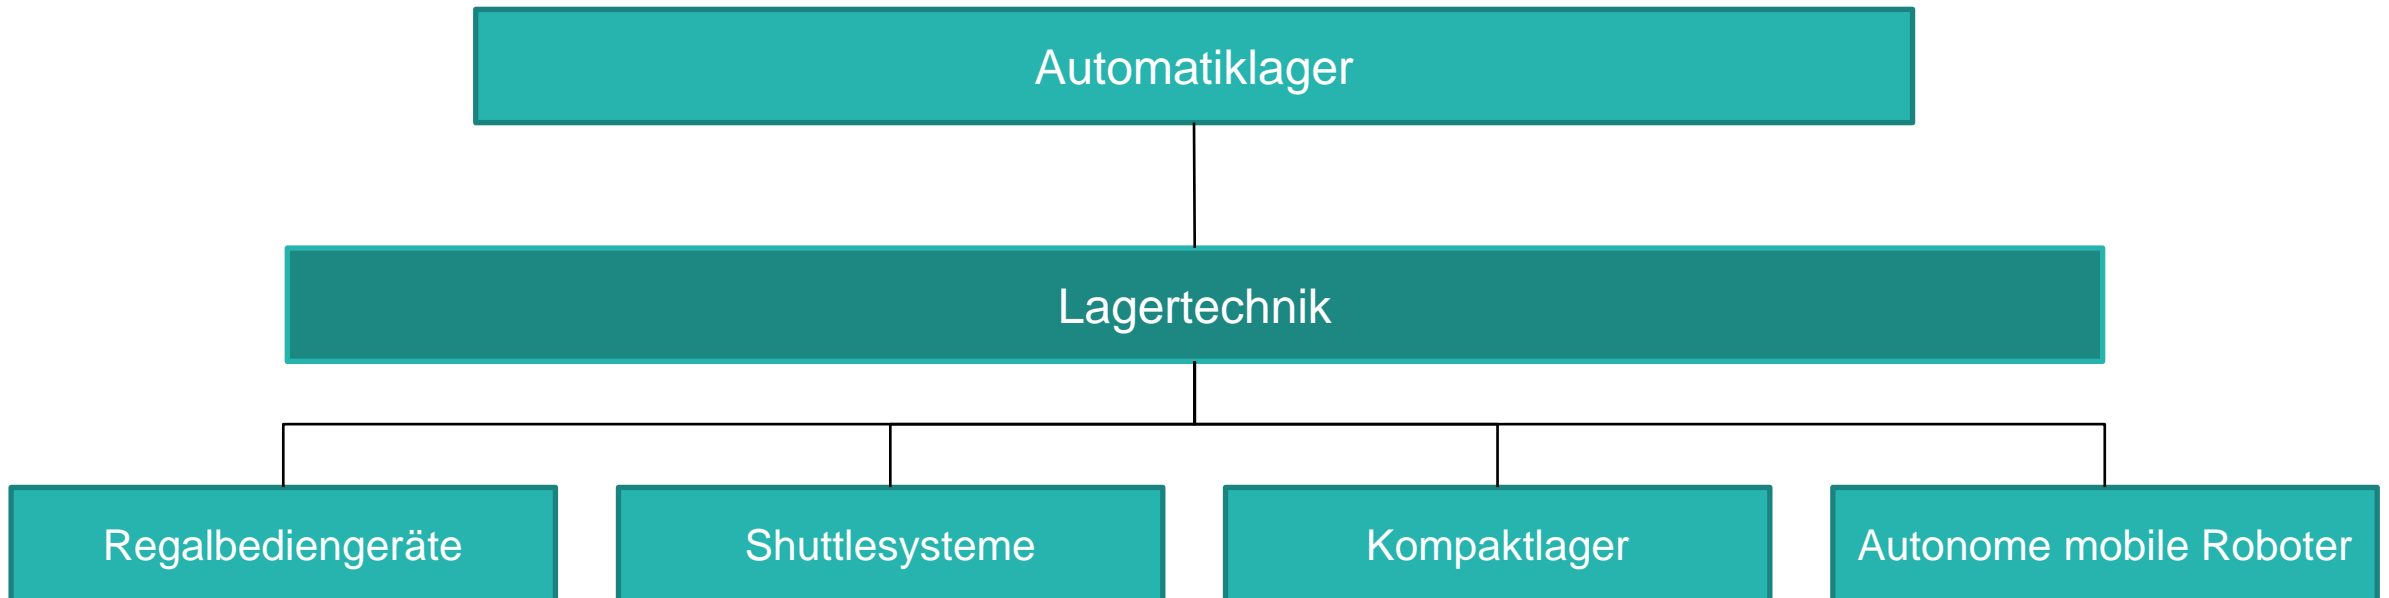 Automatiklager
Lagertechnik
Regalbediengeräte
Shuttlesysteme
Kompaktlager
Autonome mobile Roboter